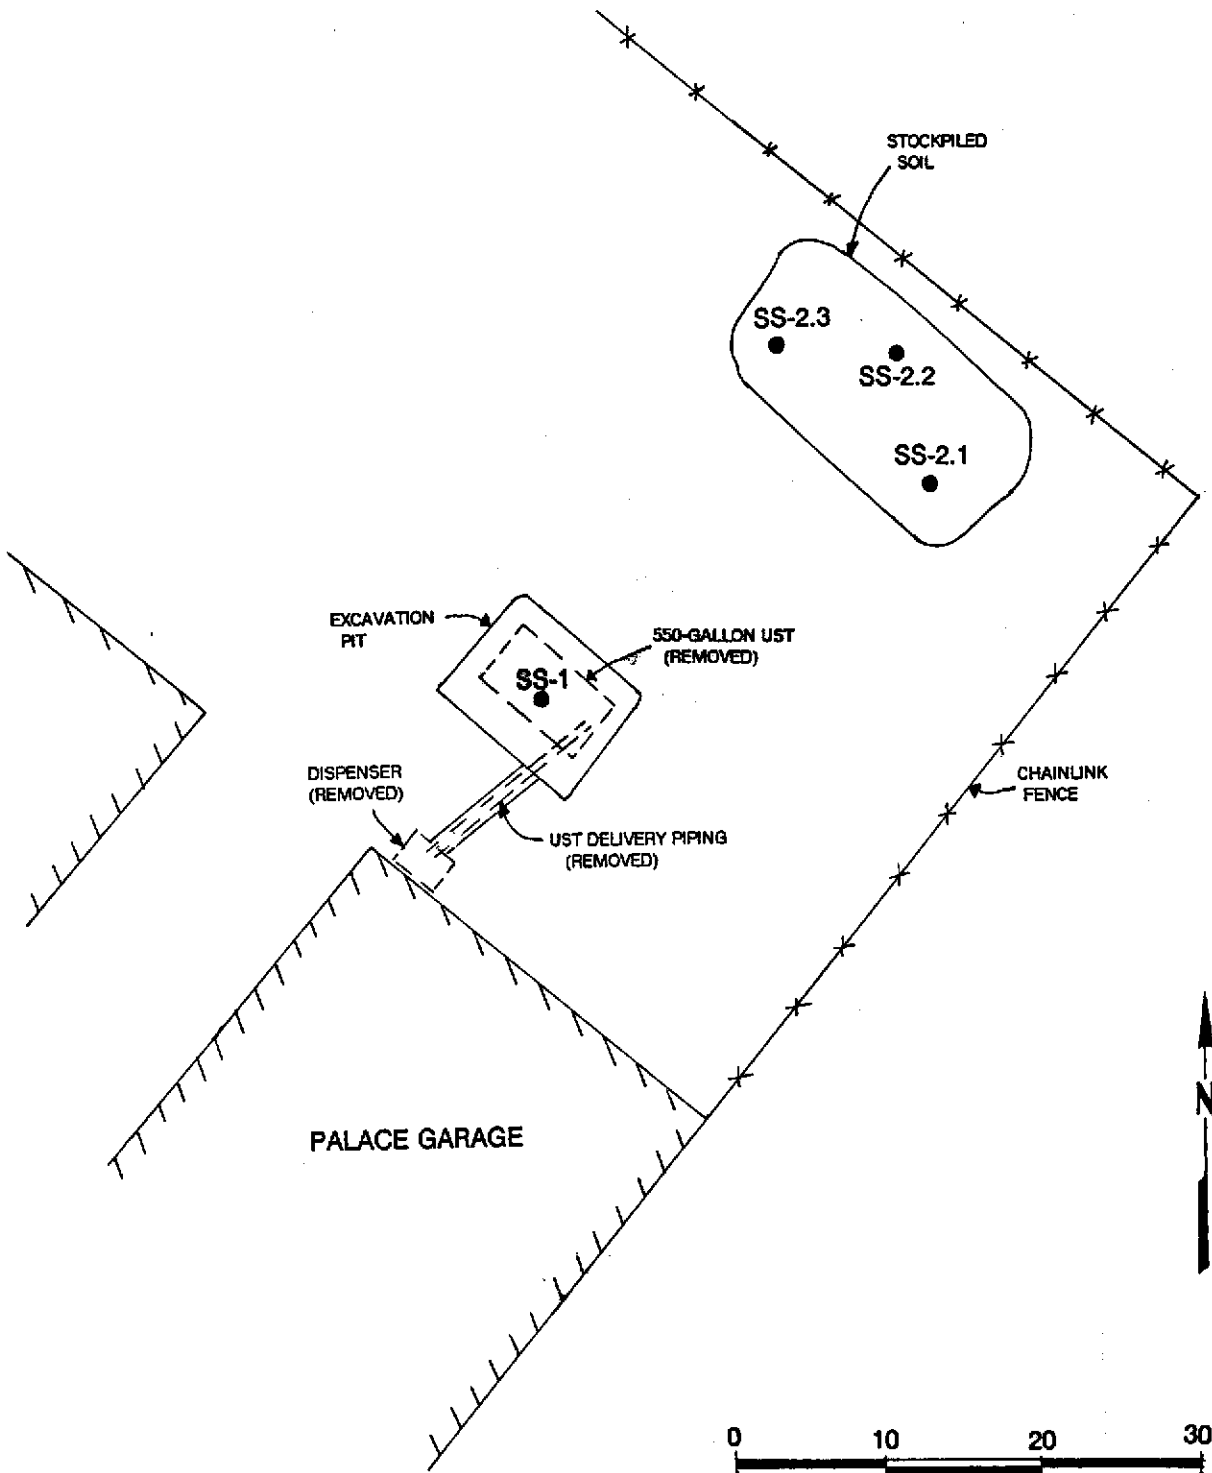 STOCKPILED
SOIL
SS-2.3
SS-2.2
SS-2.1
EXCAVATION
PIT
550-GALLON UST
(REMOVED)
SS-1
DISPENSER
(REMOVED)
CHAINLINK
FENCE
UST DELIVERY PIPING
(REMOVED)
N
PALACE GARAGE
0 10 20 30